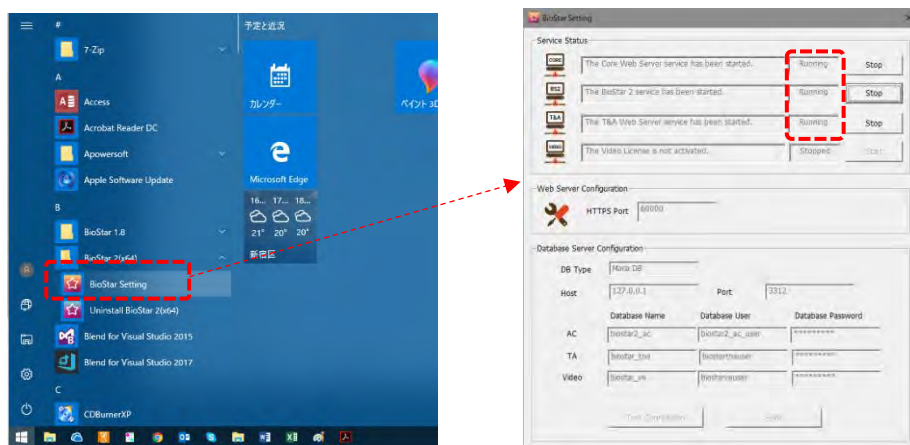 #
7-Zip
A
Access
Acrobat Reader DC
Apowersoft
Apple Software Update
B
BioStar 1.8
BioStar 2(x64)
BioStar Setting
Uninstall BioStar 2(x64)
Blend for Visual Studio 2015
Blend for Visual Studio 2017
C
CDBurnerXP
予定と近況
カレンダー
ペイント 3D
Microsoft Edge
16... 17... 18...
21° 20° 20°
新宿区
BioStar Setting
Service Status
CORE The Core Web Server service has been started. Running Stop
BS2 The BioStar 2 service has been started. Running Stop
T&A The T&A Web Server service has been started. Running Stop
VIDEO The Video License is not activated. Stopped Start
Web Server Configuration
HTTPS Port
Database Server Configuration
DB Type Maria DB
Host 127.0.0.1 Port 3312
Database Name Database User Database Password
AC biostar2_ac biostar2_ac_user **********
TA
Video